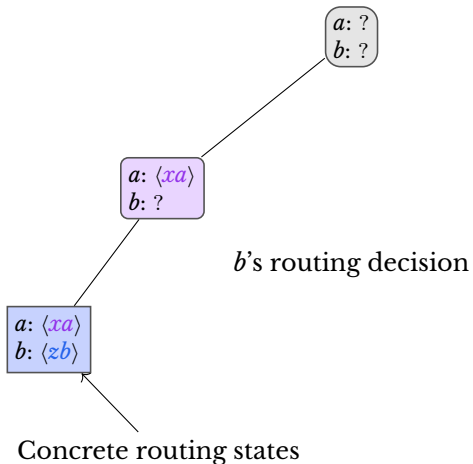 a: ?
b: ?
a: ⟨xa⟩
b: ?
b’s routing decision
a: ⟨xa⟩
b: ⟨zb⟩
Concrete routing states